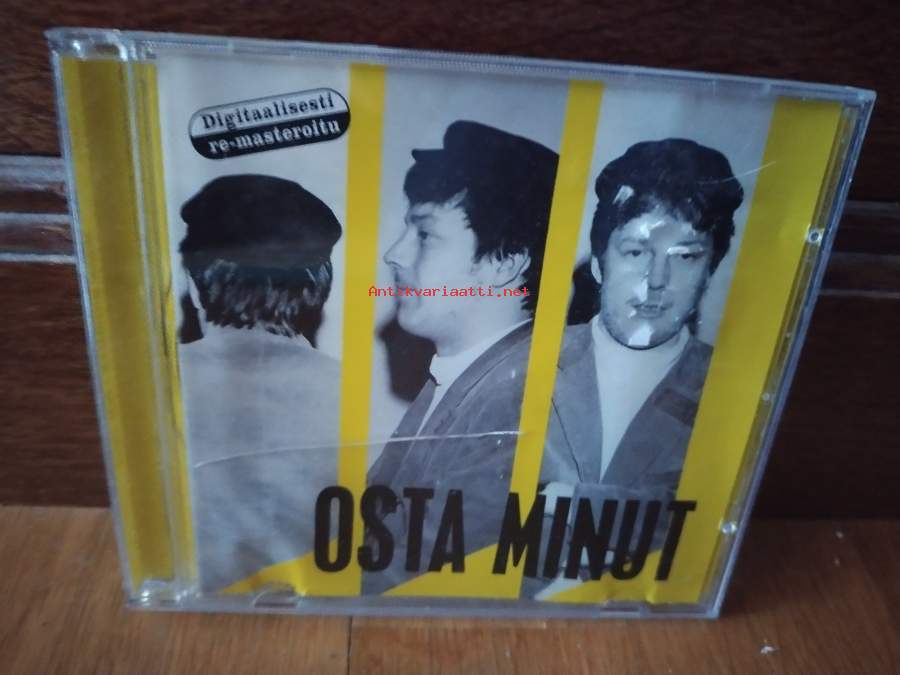 Digitaalisesti
re-masteroitu
Antikvariaatti.net
OSTA MINUT